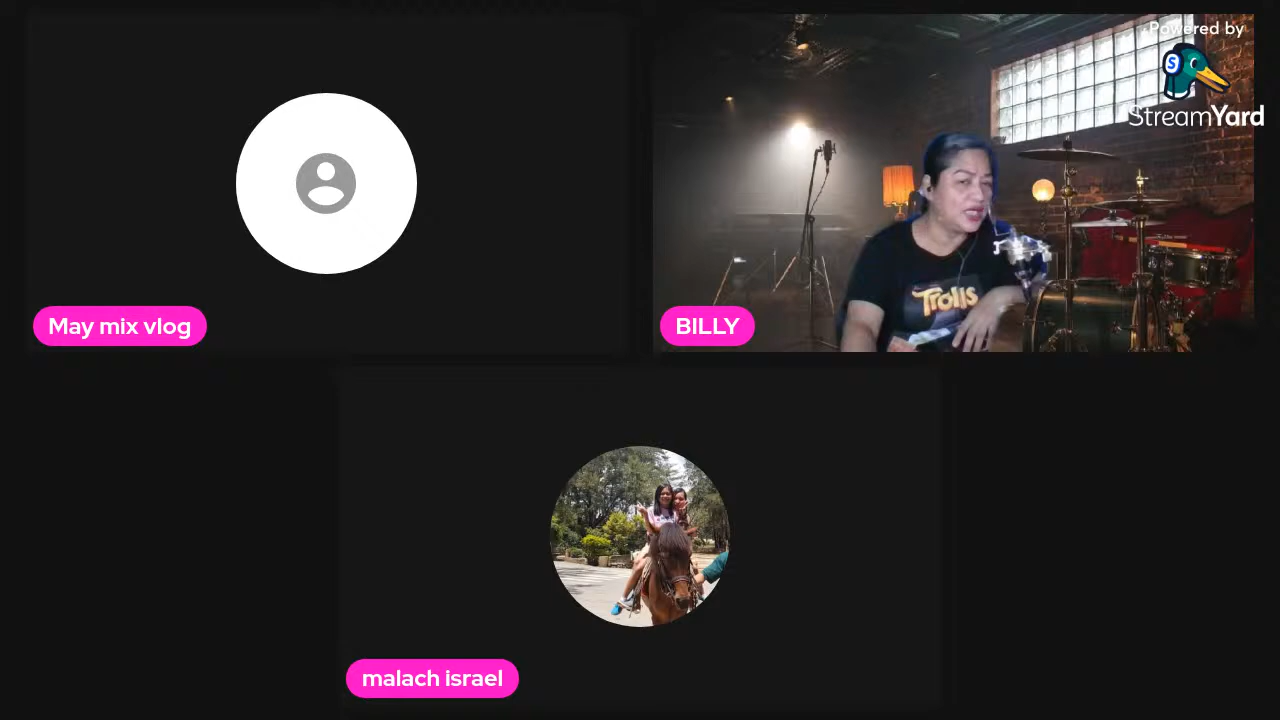 Powered by
S
StreamYard
May mix vlog
Trolls
BILLY
malach israel